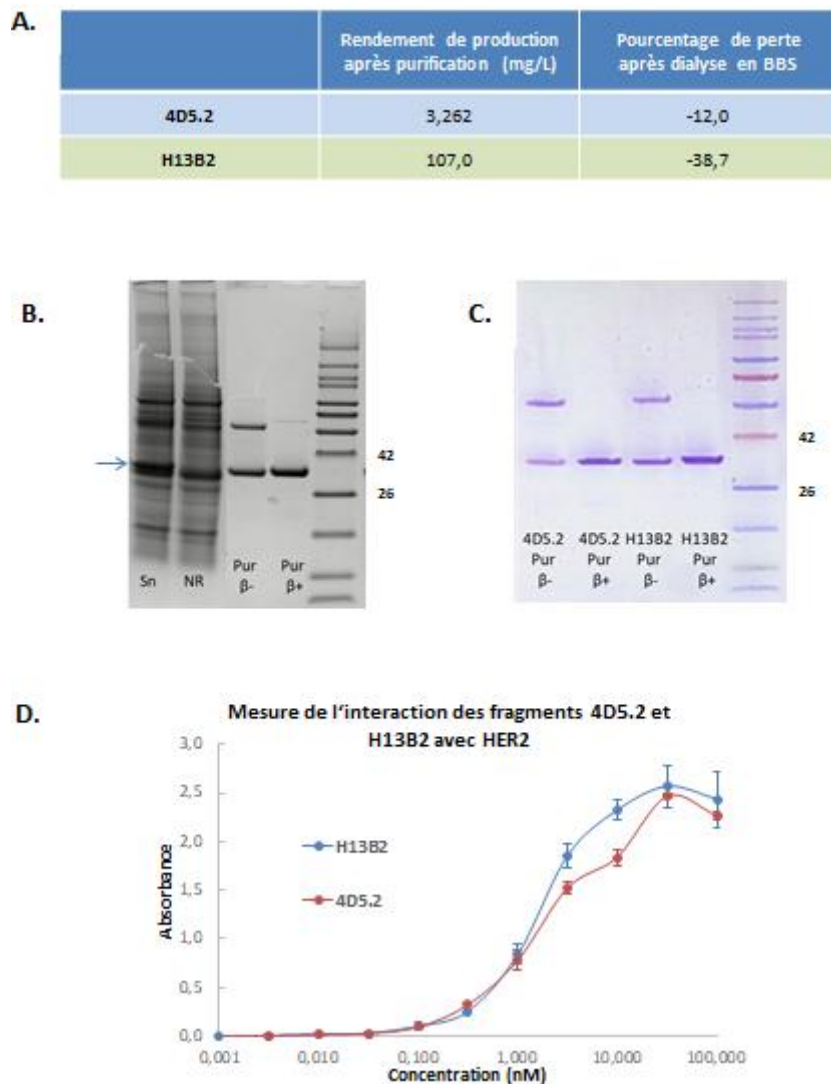 A.
Rendement de production
après purification (mg/L)
Pourcentage de perte
après dialyse en BBS
4D5.2
3,262
-12,0
H13B2
107,0
-38,7
B.
42
26
Sn
NR
Pur
β-
Pur
β+
C.
42
26
4D5.2
Pur
β-
4D5.2
Pur
β+
H13B2
Pur
β-
H13B2
Pur
β+
D.
Mesure de l'interaction des fragments 4D5.2 et
H13B2 avec HER2
3,0
2,5
2,0
1,5
1,0
0,5
0,0
Absorbance
H13B2
4D5.2
0,001
0,010
0,100
1,000
10,000
100,000
Concentration (nM)